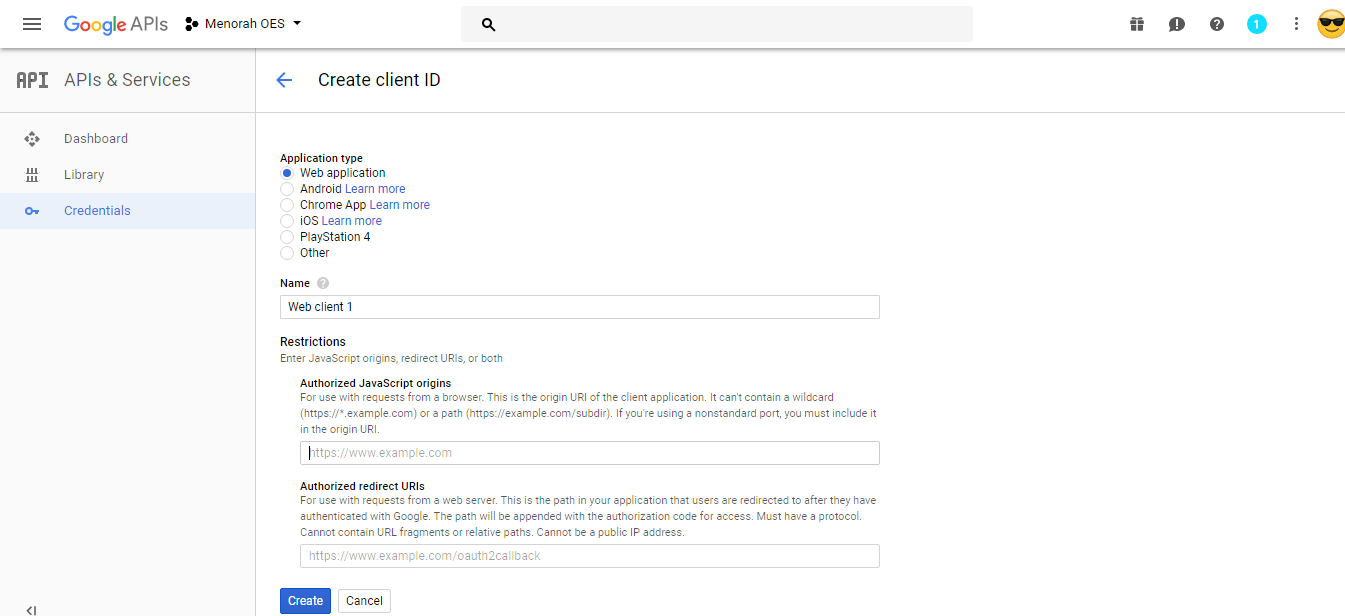 Google APIs
Menorah OES
1
API APIs & Services
Create client ID
Dashboard
Library
Credentials
Application type
Web application
Android Learn more
Chrome App Learn more
iOS Learn more
PlayStation 4
Other
Name ?
Web client 1
Restrictions
Enter JavaScript origins, redirect URIs, or both
Authorized JavaScript origins
For use with requests from a browser. This is the origin URI of the client application. It can't contain a wildcard
(https://*.example.com) or a path (https://example.com/subdir). If you're using a nonstandard port, you must include it
in the origin URI.
https://www.example.com
Authorized redirect URIs
For use with requests from a web server. This is the path in your application that users are redirected to after they have
authenticated with Google. The path will be appended with the authorization code for access. Must have a protocol.
Cannot contain URL fragments or relative paths. Cannot be a public IP address.
https://www.example.com/oauth2callback
Create Cancel